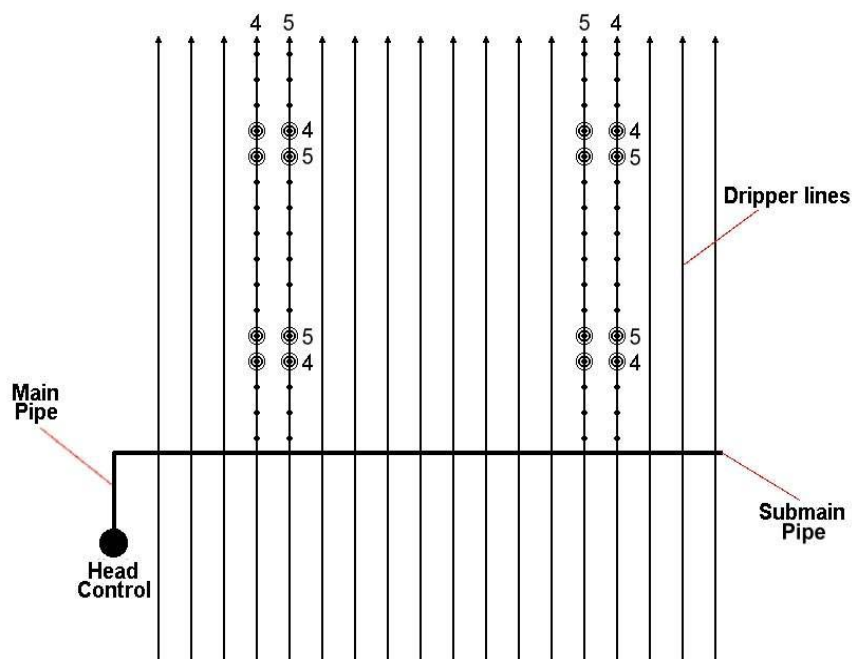 4 5 5 4
4 4
5 5
Dripper lines
5 5
4 4
Main
Pipe
Submain
Pipe
Head
Control